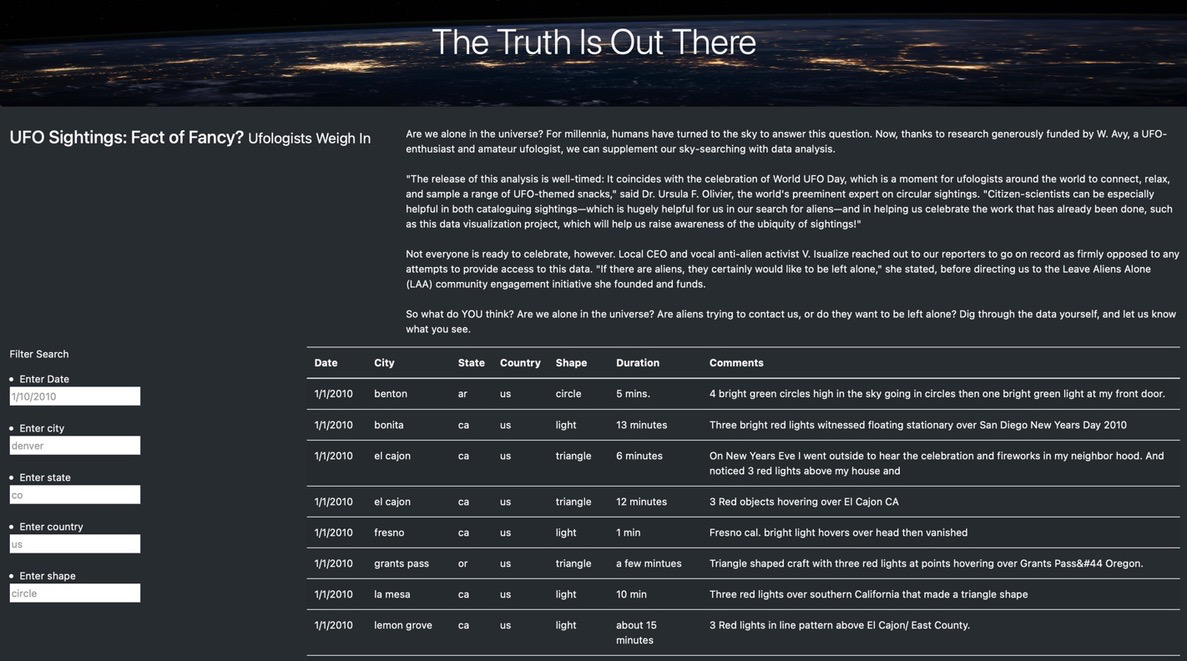 The Truth Is Out There
UFO Sightings: Fact of Fancy? Ufologists Weigh In
Are we alone in the universe? For millennia, humans have turned to the sky to answer this question. Now, thanks to research generously funded by W. Avy, a UFO-
enthusiast and amateur ufologist, we can supplement our sky-searching with data analysis.
"The release of this analysis is well-timed: It coincides with the celebration of World UFO Day, which is a moment for ufologists around the world to connect, relax,
and sample a range of UFO-themed snacks," said Dr. Ursula F. Olivier, the world's preeminent expert on circular sightings. "Citizen-scientists can be especially
helpful in both cataloguing sightings—which is hugely helpful for us in our search for aliens—and in helping us celebrate the work that has already been done, such
as this data visualization project, which will help us raise awareness of the ubiquity of sightings!"
Not everyone is ready to celebrate, however. Local CEO and vocal anti-alien activist V. Isualize reached out to our reporters to go on record as firmly opposed to any
attempts to provide access to this data. "If there are aliens, they certainly would like to be left alone," she stated, before directing us to the Leave Aliens Alone
(LAA) community engagement initiative she founded and funds.
So what do YOU think? Are we alone in the universe? Are aliens trying to contact us, or do they want to be left alone? Dig through the data yourself, and let us know
what you see.
Filter Search
• Enter Date
1/10/2010
• Enter city
denver
• Enter state
co
• Enter country
us
• Enter shape
circle
Date City State Country Shape Duration Comments
1/1/2010 benton ar us circle 5 mins. 4 bright green circles high in the sky going in circles then one bright green light at my front door.
1/1/2010 bonita ca us light 13 minutes Three bright red lights witnessed floating stationary over San Diego New Years Day 2010
1/1/2010 el cajon ca us triangle 6 minutes On New Years Eve I went outside to hear the celebration and fireworks in my neighbor hood. And
noticed 3 red lights above my house and
1/1/2010 el cajon ca us triangle 12 minutes 3 Red objects hovering over El Cajon CA
1/1/2010 fresno ca us light 1 min Fresno cal. bright light hovers over head then vanished
1/1/2010 grants pass or us triangle a few mintues Triangle shaped craft with three red lights at points hovering over Grants Pass&#44 Oregon.
1/1/2010 la mesa ca us light 10 min Three red lights over southern California that made a triangle shape
1/1/2010 lemon grove ca us light about 15 3 Red lights in line pattern above El Cajon/ East County.
minutes